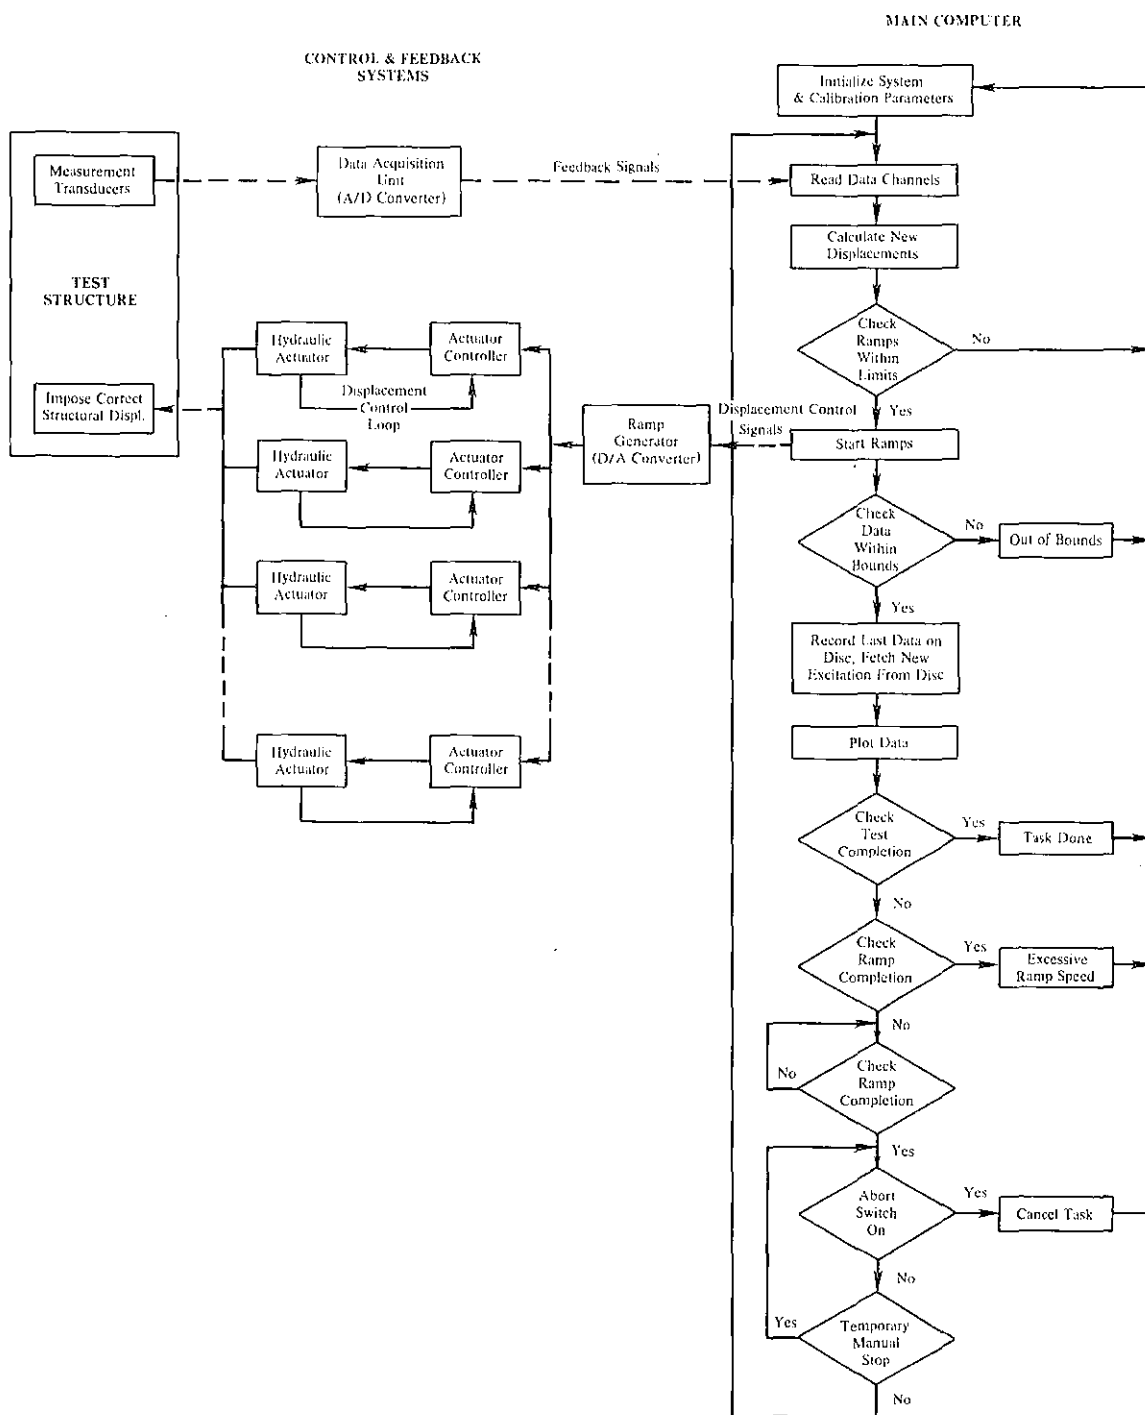 MAIN COMPUTER
CONTROL & FEEDBACK
SYSTEMS
Initialize System
& Calibration Parameters
Measurement
Transducers
Data Acquisition
Unit
(A/D Converter)
Feedback Signals
Read Data Channels
Calculate New
Displacements
TEST
STRUCTURE
Check
Ramps
Within
Limits
No
Yes
Hydraulic
Actuator
Actuator
Controller
Displacement
Control
Loop
Impose Correct
Structural Displ.
Ramp
Generator
(D/A Converter)
Displacement Control
Signals
Start Ramps
Hydraulic
Actuator
Actuator
Controller
Check
Data
Within
Bounds
No
Out of Bounds
Yes
Hydraulic
Actuator
Actuator
Controller
Record Last Data on
Disc, Fetch New
Excitation From Disc
Plot Data
Hydraulic
Actuator
Actuator
Controller
Check
Test
Completion
Yes
Task Done
No
Check
Ramp
Completion
Yes
Excessive
Ramp Speed
No
Check
Ramp
Completion
No
Yes
Abort
Switch
On
Yes
Cancel Task
No
Temporary
Manual
Stop
Yes
No